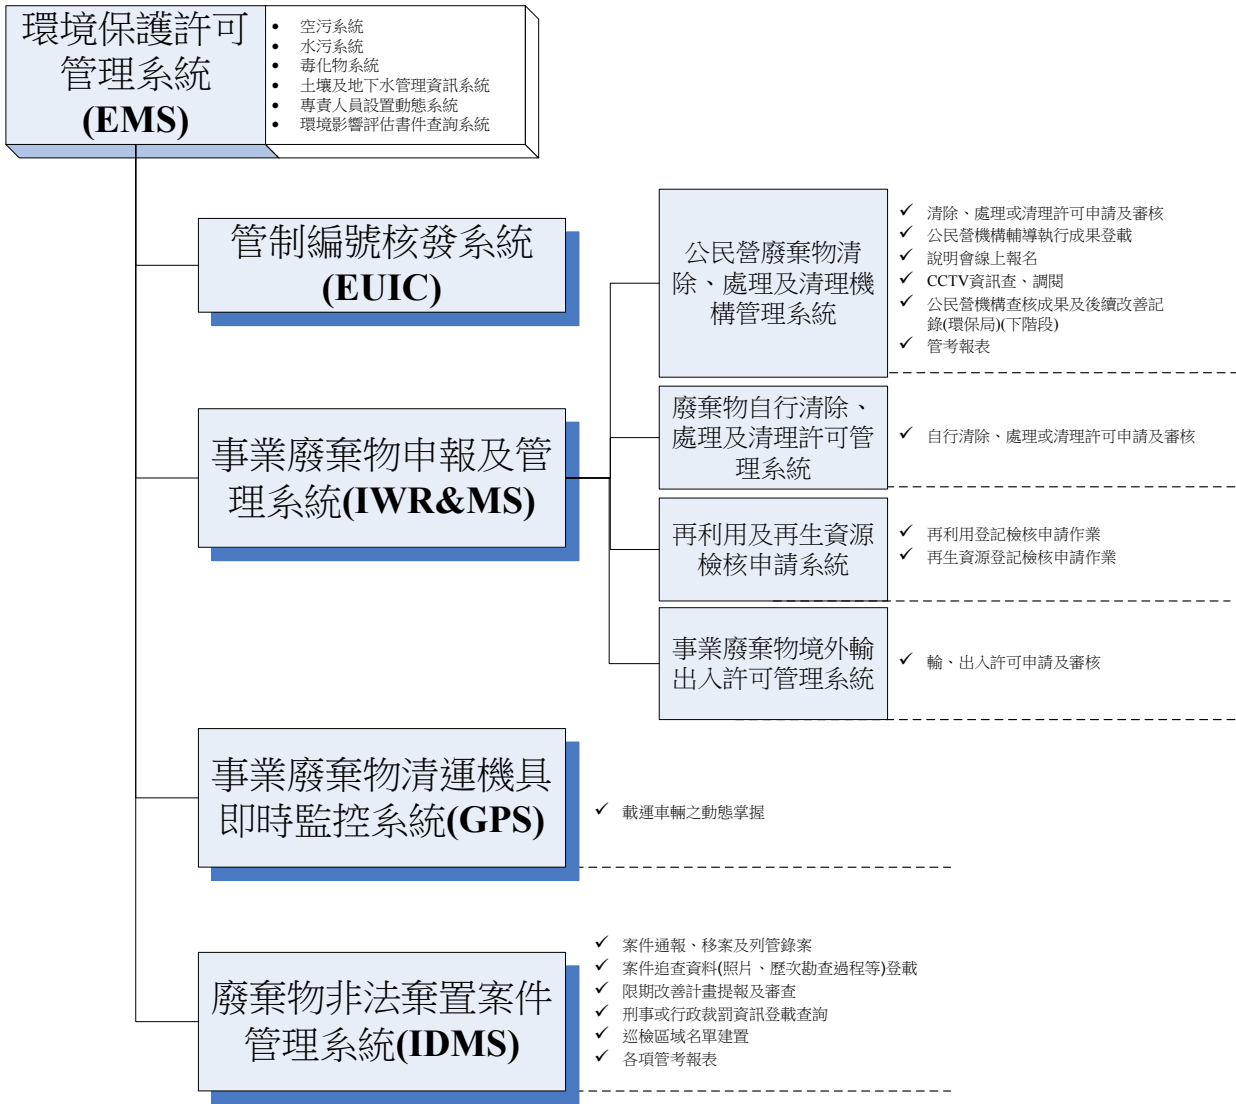 環境保護許可
管理系統
(EMS)
• 空污系統
• 水污系統
• 毒化物系統
• 土壤及地下水管理資訊系統
• 專責人員設置動態系統
• 環境影響評估書件查詢系統
管制編號核發系統
(EUIC)
事業廢棄物申報及管
理系統(IWR&MS)
公民營廢棄物清
除、處理及清理機
構管理系統
✓ 清除、處理或清理許可申請及審核
✓ 公民營機構輔導執行成果登載
✓ 說明會線上報名
✓ CCTV資訊查、調閱
✓ 公民營機構查核成果及後續改善記
錄(環保局)(下階段)
✓ 管考報表
廢棄物自行清除、
處理及清理許可管
理系統
✓ 自行清除、處理或清理許可申請及審核
再利用及再生資源
檢核申請系統
✓ 再利用登記檢核申請作業
✓ 再生資源登記檢核申請作業
事業廢棄物境外輸
出入許可管理系統
✓ 輸、出入許可申請及審核
事業廢棄物清運機具
即時監控系統(GPS)
✓ 載運車輛之動態掌握
廢棄物非法棄置案件
管理系統(IDMS)
✓ 案件通報、移案及列管錄案
✓ 案件追查資料(照片、歷次勘查過程等)登載
✓ 限期改善計畫提報及審查
✓ 刑事或行政裁罰資訊登載查詢
✓ 巡檢區域名單建置
✓ 各項管考報表